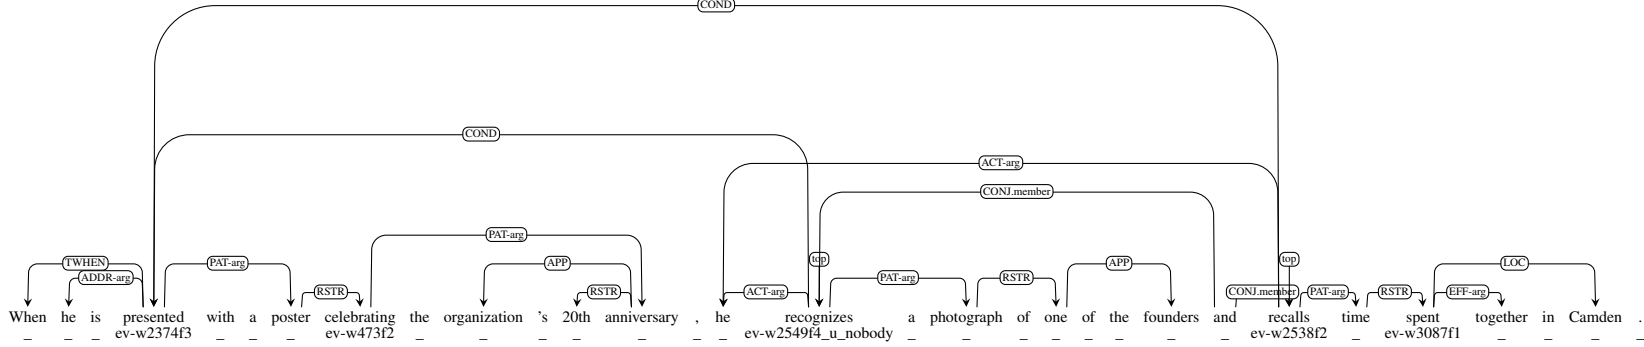 COND
COND
ACT-arg
CONJ.member
PAT-arg
TWHEN PAT-arg APP top APP top LOC
ADDR-arg PAT-arg RSTR
RSTR RSTR ACT-arg CONJ.member PAT-arg RSTR EFF-arg
When he is presented with a poster celebrating the organization 's 20th anniversary , he recognizes a photograph of one of the founders and recalls time spent together in Camden .
_ _ _ ev-w2374f3 _ _ _ ev-w473f2 _ _ _ _ _ _ _ ev-w2549f4_u_nobody _ _ _ _ _ _ _ _ ev-w2538f2 _ ev-w3087f1 _ _ _ _